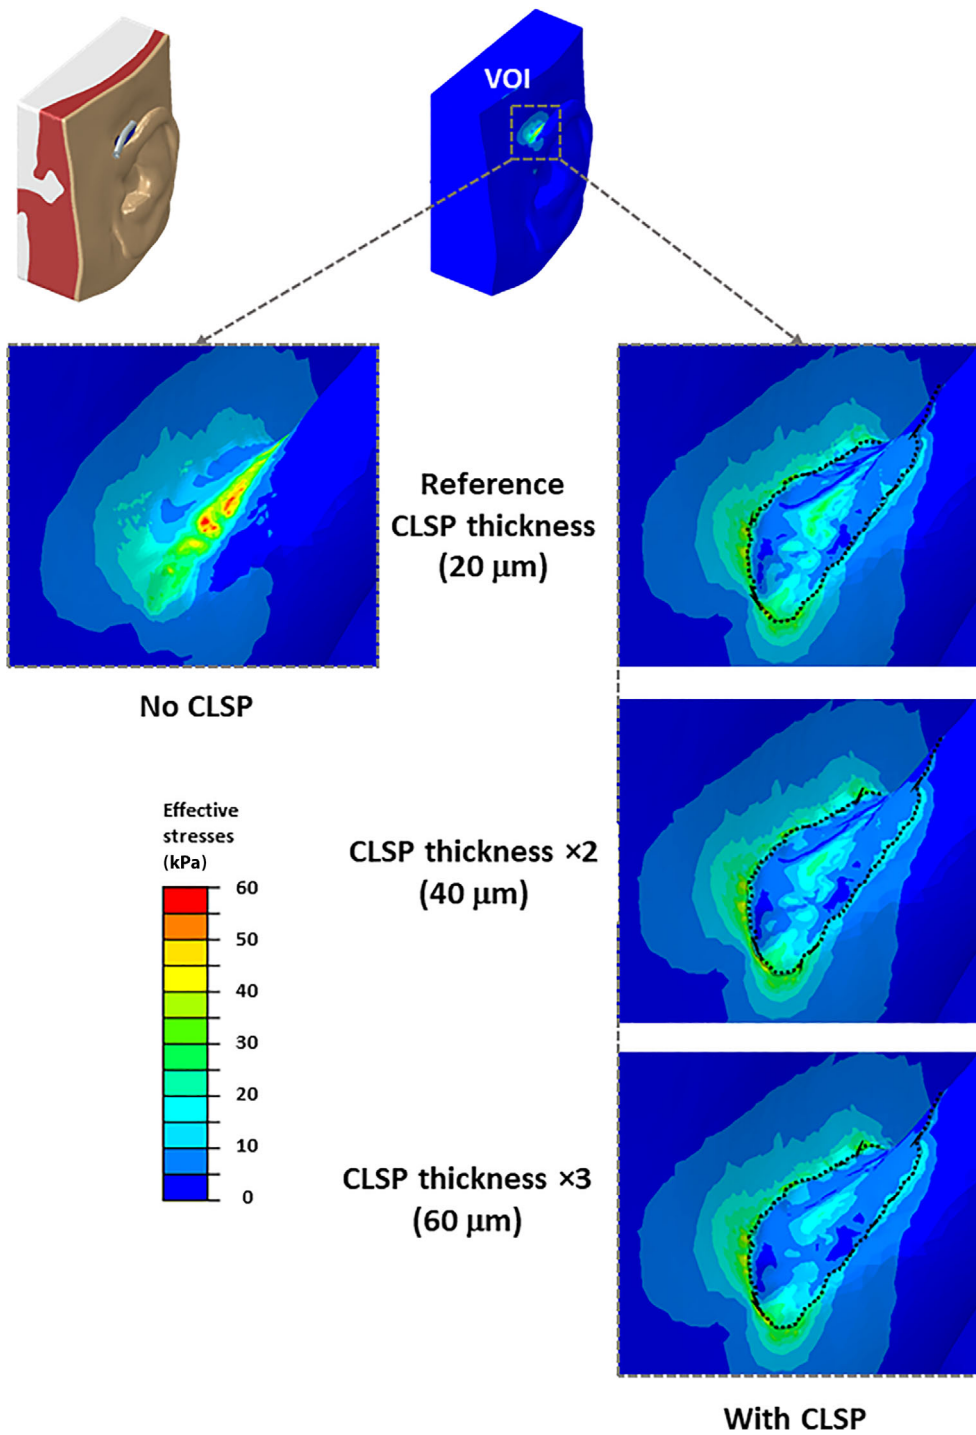 VOI
Reference
CLSP thickness
(20 µm)
No CLSP
Effective
stresses
(kPa)
60
50
40
30
20
10
0
CLSP thickness ×2
(40 µm)
CLSP thickness ×3
(60 µm)
With CLSP